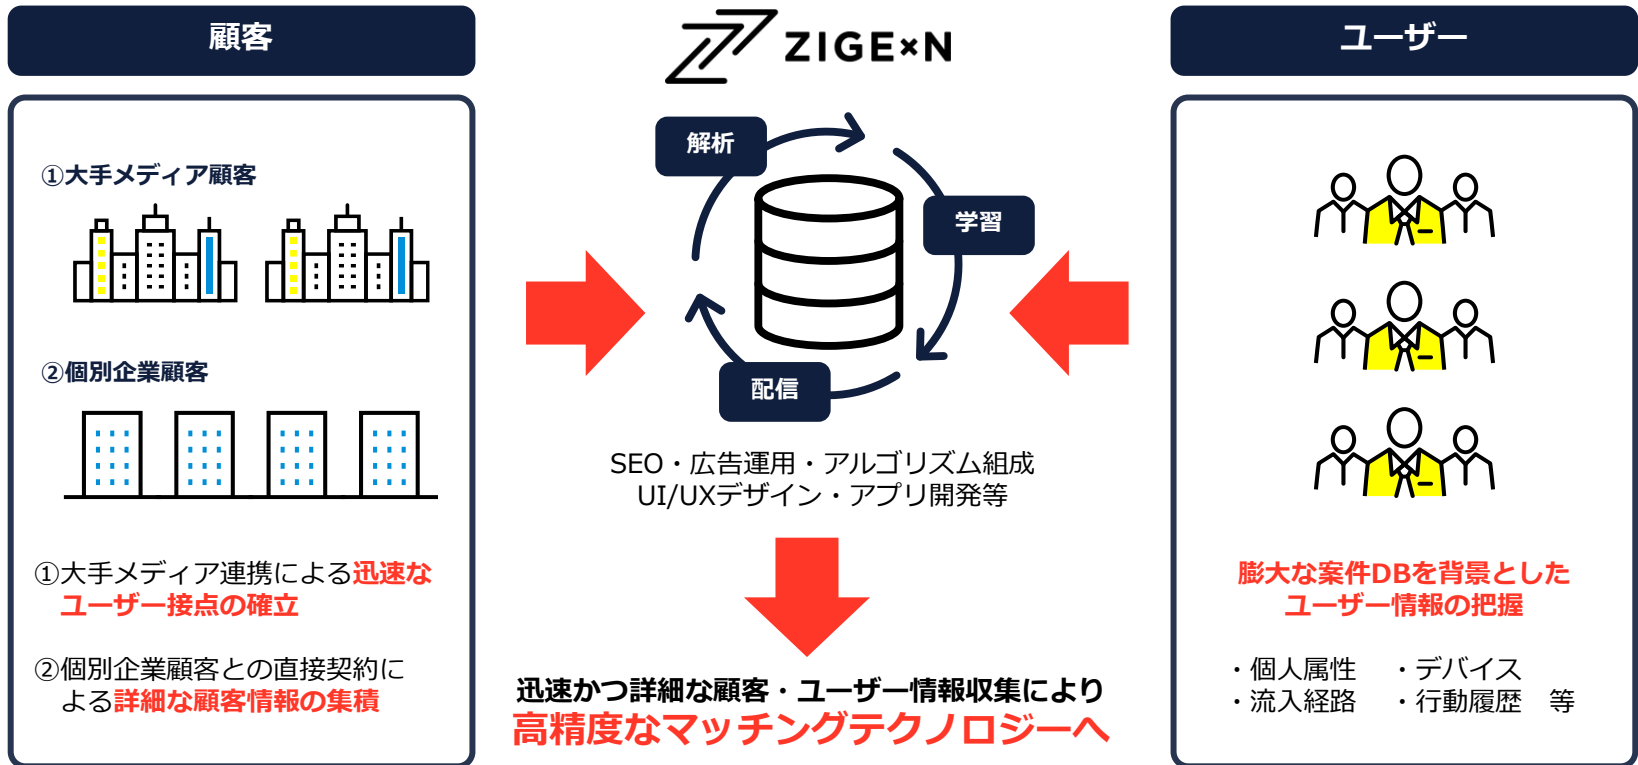 顧客
①大手メディア顧客
②個別企業顧客
①大手メディア連携による迅速な
ユーザー接点の確立
②個別企業顧客との直接契約に
よる詳細な顧客情報の集積
ZIGExN
解析
学習
配信
SEO・広告運用・アルゴリズム組成
UI/UXデザイン・アプリ開発等
迅速かつ詳細な顧客・ユーザー情報収集により
高精度なマッチングテクノロジーへ
ユーザー
膨大な案件DBを背景とした
ユーザー情報の把握
・個人属性　・デバイス
・流入経路　・行動履歴　等